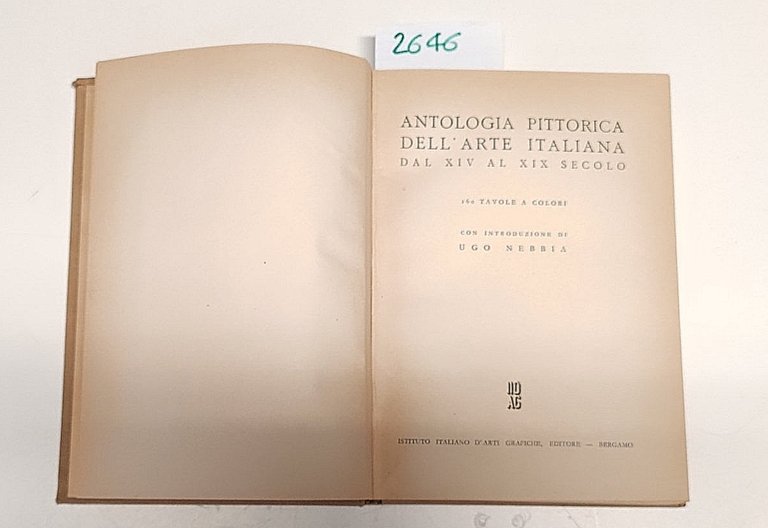 2646
ANTOLOGIA PITTORICA
DELL'ARTE ITALIANA
DAL XIV AL XIX SECOLO
160 TAVOLE A COLORI
CON INTRODUZIONE DI
UGO NEBBIA
ISTITUTO ITALIANO D'ARTI GRAFICHE, EDITORE — BERGAMO